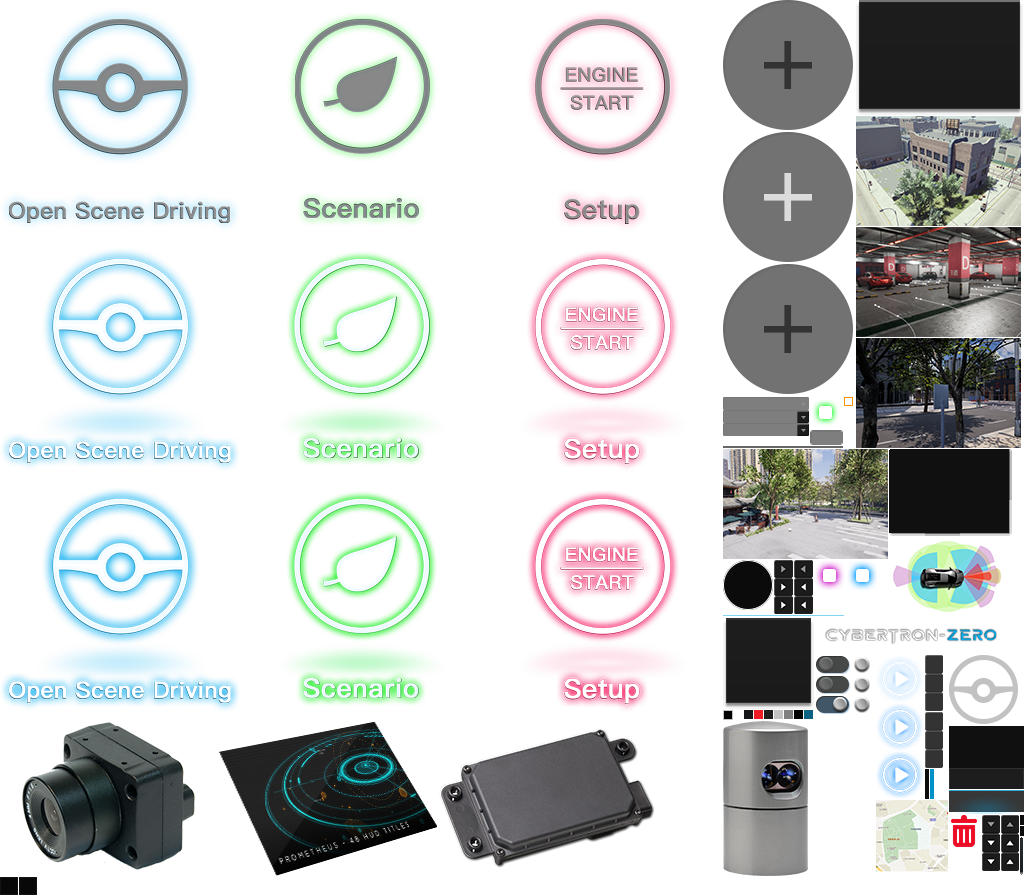 ENGINE
START
Open Scene Driving
Scenario
Setup
ENGINE
START
Open Scene Driving
Scenario
Setup
ENGINE
START
Open Scene Driving
Scenario
Setup
D
D
CYBERTRON-ZERO
PROMETHEUS - 48 HUD TITLES